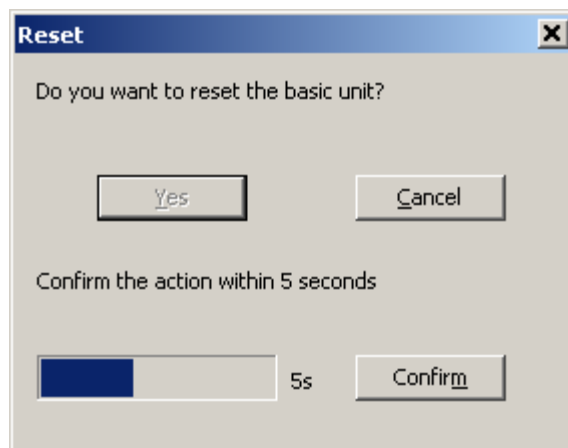 Reset
Do you want to reset the basic unit?
Yes
Cancel
Confirm the action within 5 seconds
5s
Confirm